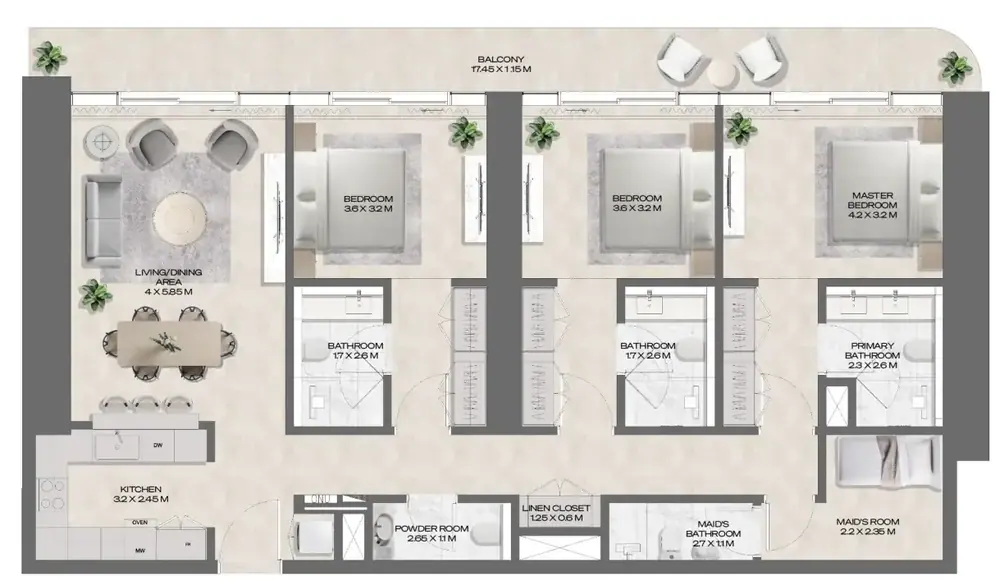 BALCONY
17.45 X 1.15 M
BEDROOM
3.6 X 3.2 M
BEDROOM
3.6 X 3.2 M
MASTER
BEDROOM
4.2 X 3.2 M
LIVING/DINING
AREA
4 X 5.85 M
BATHROOM
1.7 X 2.6 M
BATHROOM
1.7 X 2.6 M
PRIMARY
BATHROOM
2.3 X 2.6 M
DW
KITCHEN
3.2 X 2.45 M
OVEN
MW
LINEN CLOSET
1.25 X 0.6 M
POWDER ROOM
2.65 X 1.1 M
MAID'S
BATHROOM
2.7 X 1.1 M
MAID'S ROOM
2.2 X 2.35 M